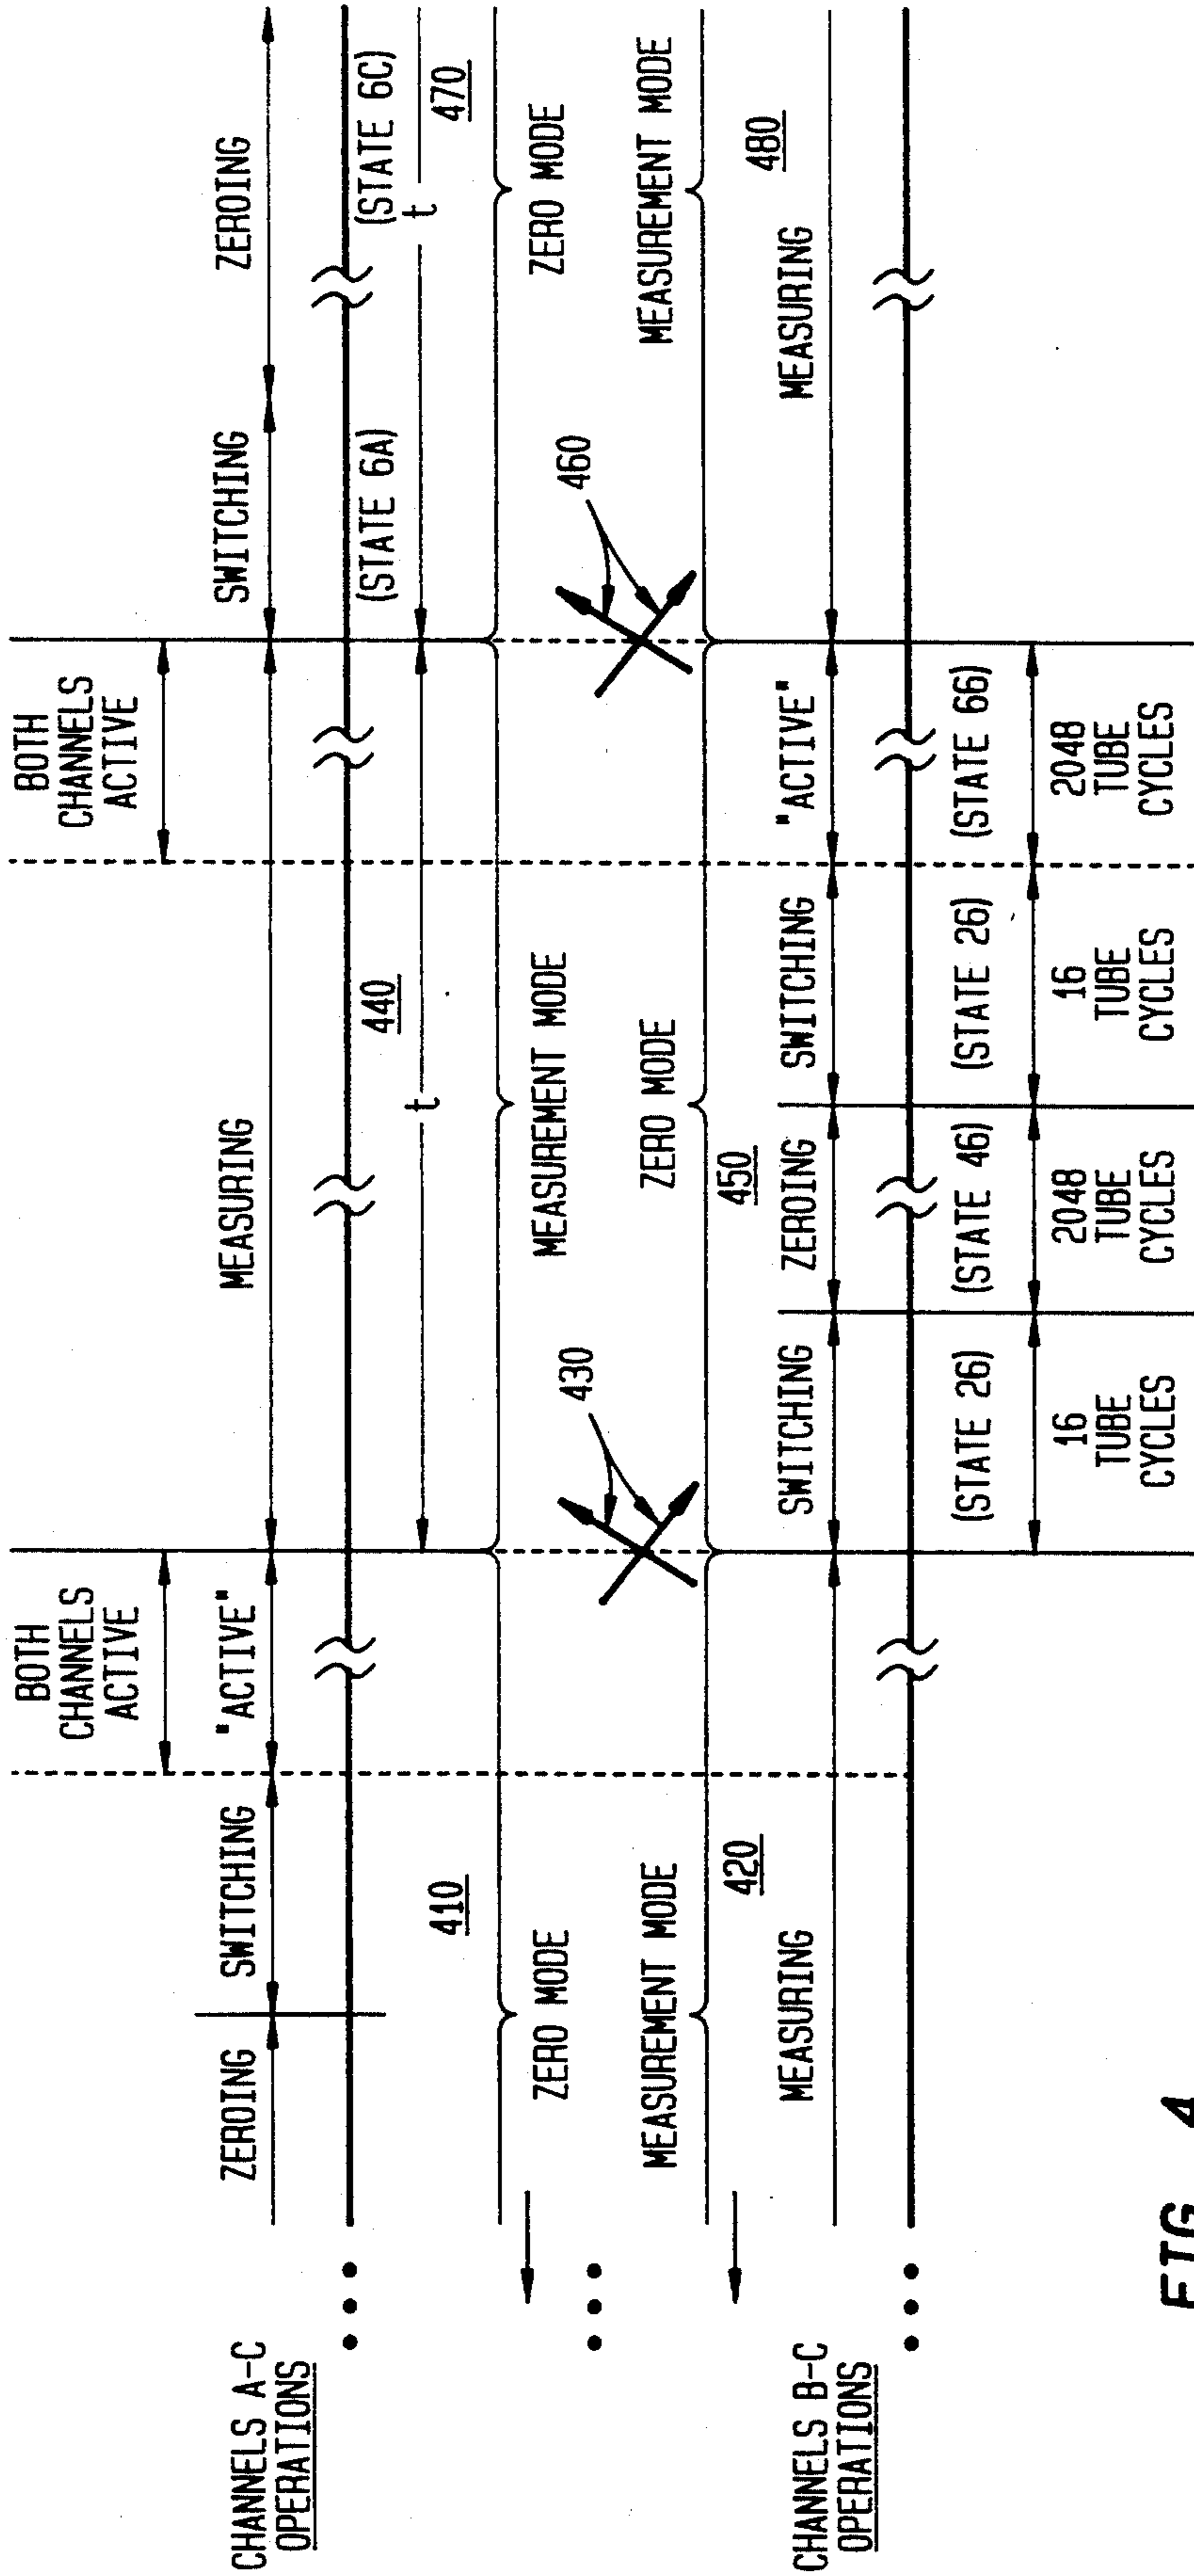 BOTH
CHANNELS
ACTIVE
BOTH
CHANNELS
ACTIVE
CHANNELS A-C
OPERATIONS
ZEROING
SWITCHING
"ACTIVE"
MEASURING
SWITCHING
ZEROING
(STATE 6A)
(STATE 6C)
410
440
t
t
470
ZERO MODE
MEASUREMENT MODE
ZERO MODE
430
460
MEASUREMENT MODE
ZERO MODE
MEASUREMENT MODE
420
450
480
CHANNELS B-C
OPERATIONS
MEASURING
SWITCHING
ZEROING
SWITCHING
"ACTIVE"
MEASURING
(STATE 26)
(STATE 46)
(STATE 26)
(STATE 66)
16
TUBE
CYCLES
2048
TUBE
CYCLES
16
TUBE
CYCLES
2048
TUBE
CYCLES
FIG. 4